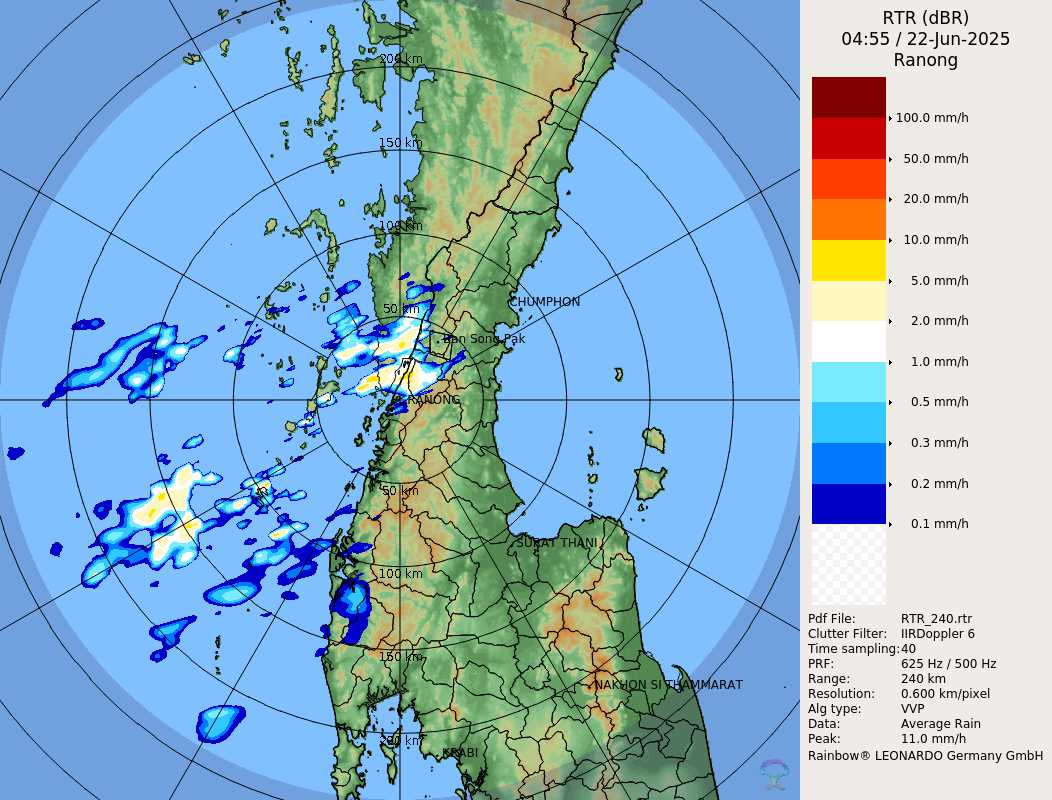 200 km
150 km
100 km
50 km
CHUMPHON
Ban Song Pak
RANONG
50 km
SURAT THANI
100 km
150 km
NAKHON SI THAMMARAT
200 km
KRABI
RTR (dBR)
04:55 / 22-Jun-2025
Ranong
100.0 mm/h
50.0 mm/h
20.0 mm/h
10.0 mm/h
5.0 mm/h
2.0 mm/h
1.0 mm/h
0.5 mm/h
0.3 mm/h
0.2 mm/h
0.1 mm/h
Pdf File: RTR_240.rtr
Clutter Filter: IIRDoppler 6
Time sampling:40
PRF: 625 Hz / 500 Hz
Range: 240 km
Resolution: 0.600 km/pixel
Alg type: VVP
Data: Average Rain
Peak: 11.0 mm/h
Rainbow® LEONARDO Germany GmbH